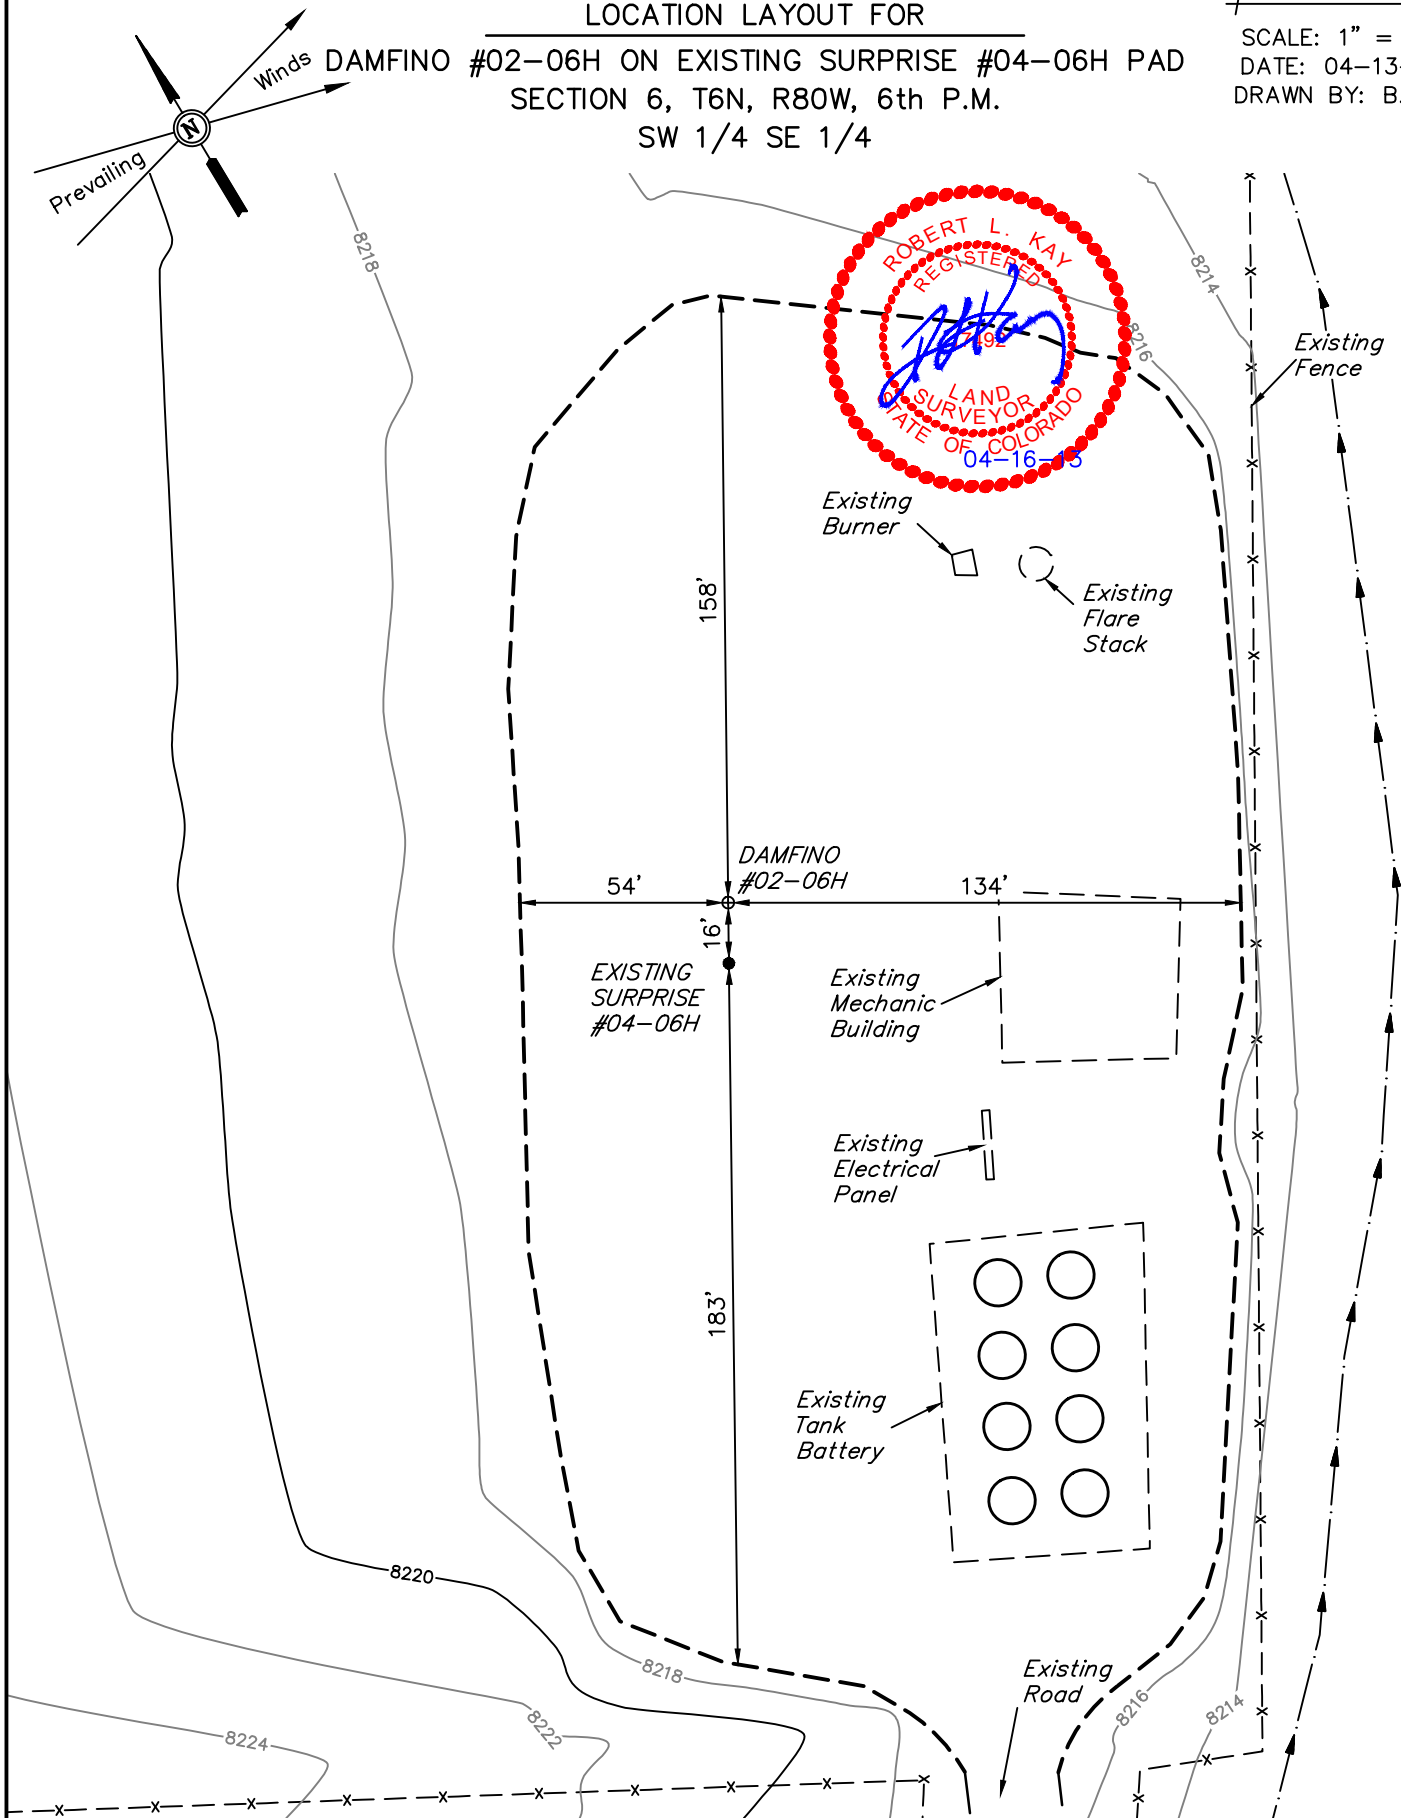 LOCATION LAYOUT FOR
DAMFINO #02-06H ON EXISTING SURPRISE #04-06H PAD
SECTION 6, T6N, R80W, 6th P.M.
SW 1/4 SE 1/4
SCALE: 1" =
DATE: 04-13-
DRAWN BY: B.
Winds
N
Prevailing
8218
8214
8216
ROBERT L. KAY
REGISTERED
7492
LAND
SURVEYOR
STATE OF COLORADO
04-16-13
Existing
Fence
Existing
Burner
Existing
Flare
Stack
158'
DAMFINO
#02-06H
54'
134'
16'
EXISTING
SURPRISE
#04-06H
Existing
Mechanic
Building
Existing
Electrical
Panel
183'
Existing
Tank
Battery
8220
8218
Existing
Road
8216
8214
8222
8224